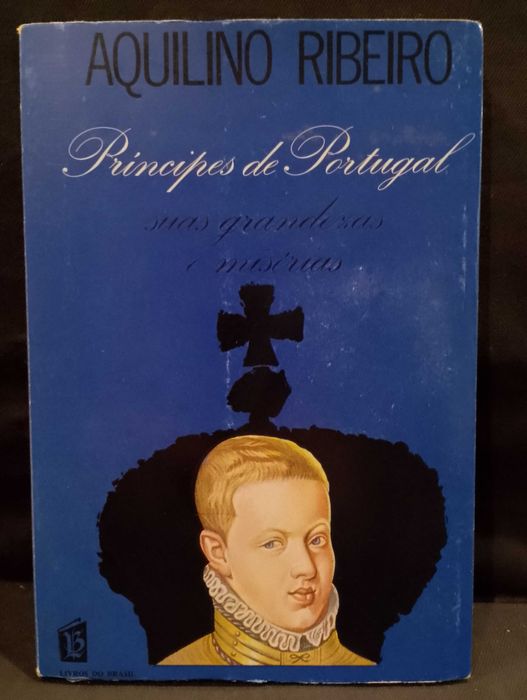 AQUILINO RIBEIRO
Príncipes de Portugal
suas grandezas
e misérias
LIVROS DO BRASIL